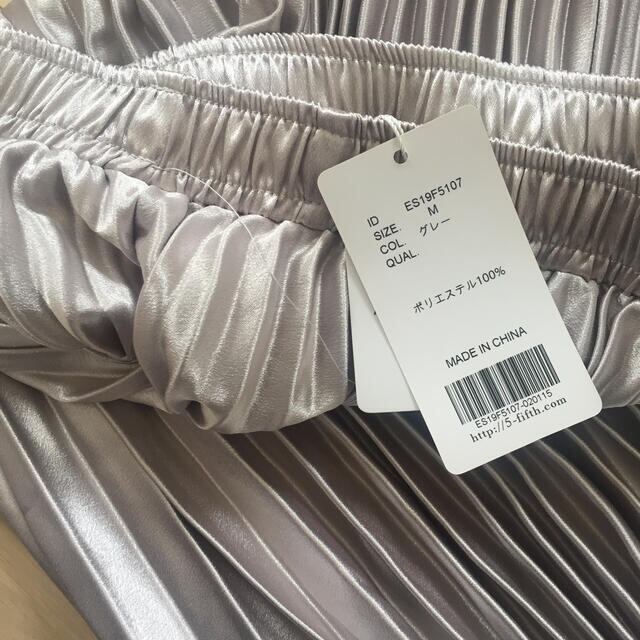 ID ES19F5107
SIZE. M
COL. グレー
QUAL.
ポリエステル100%
MADE IN CHINA
ES19F5107-020115
http://5-fifth.com